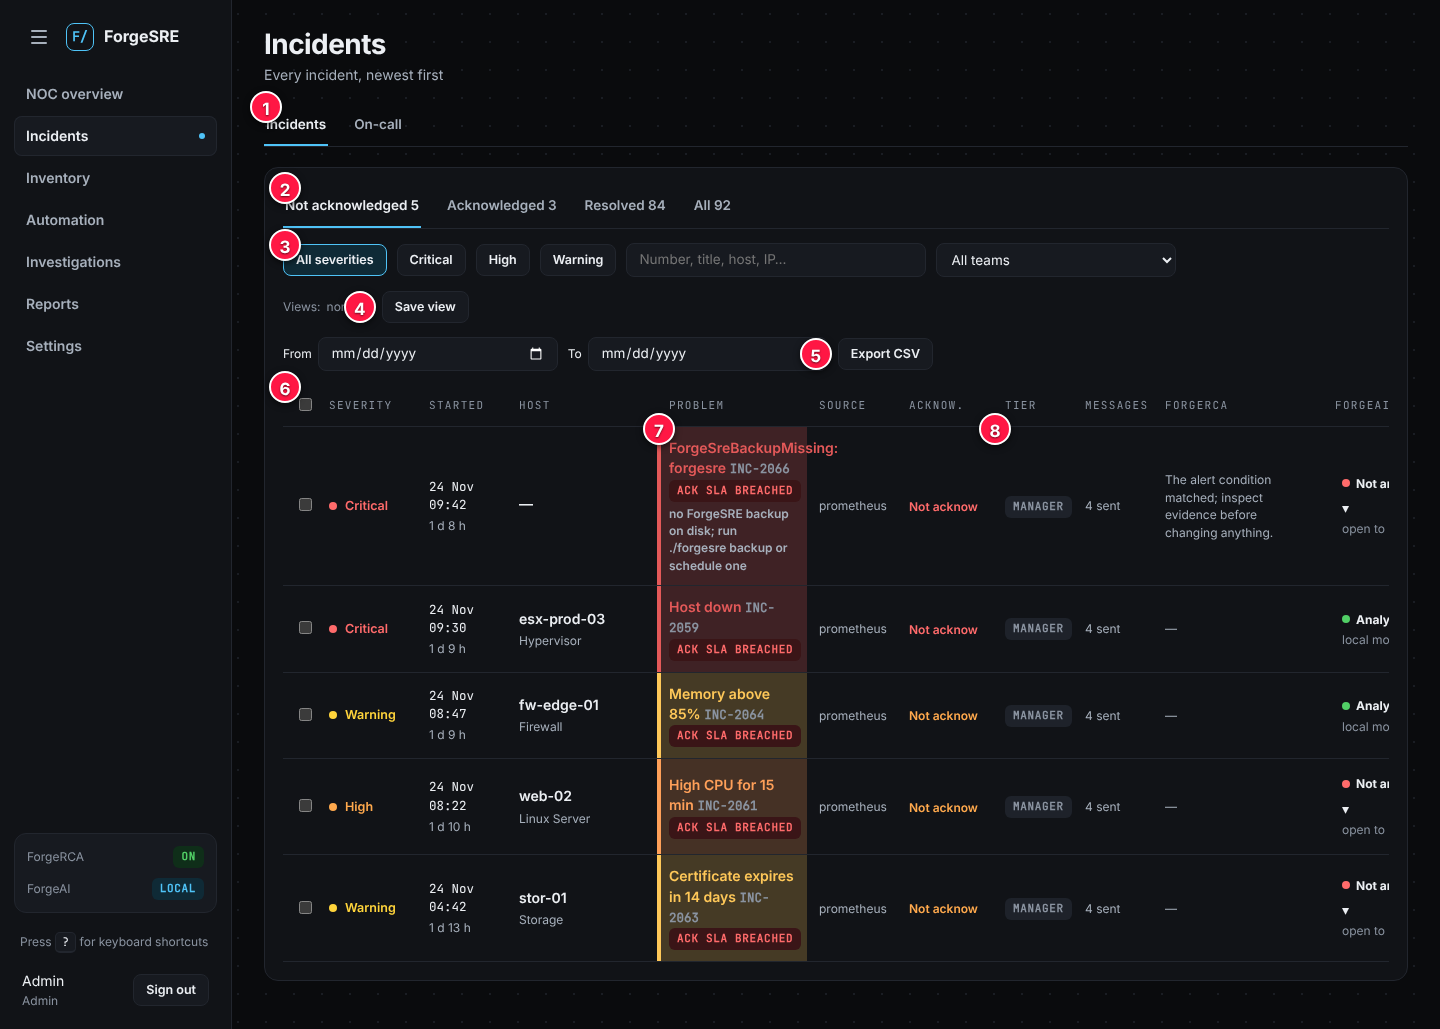 F/ ForgeSRE
NOC overview
Incidents
Inventory
Automation
Investigations
Reports
Settings
ForgeRCA ON
ForgeAI LOCAL
Press ? for keyboard shortcuts
Admin
Admin
Sign out
Incidents
Every incident, newest first
1
Incidents On-call
2
Not acknowledged 5 Acknowledged 3 Resolved 84 All 92
3
All severities Critical High Warning Number, title, host, IP... All teams
Views: 4 Save view
From mm/dd/yyyy To mm/dd/yyyy 5 Export CSV
6
SEVERITY STARTED HOST PROBLEM SOURCE ACKNOW. TIER MESSAGES FORGERCA FORGEAI
7 8
Critical
24 Nov
09:42
1 d 8 h
—
ForgeSreBackupMissing:
forgesre INC-2066
ACK SLA BREACHED
no ForgeSRE backup
on disk; run
./forgesre backup or
schedule one
prometheus
Not acknow
MANAGER
4 sent
The alert condition
matched; inspect
evidence before
changing anything.
Not ar
▾
open to
Critical
24 Nov
09:30
1 d 9 h
esx-prod-03
Hypervisor
Host down INC-
2059
ACK SLA BREACHED
prometheus
Not acknow
MANAGER
4 sent
—
Analy
local mo
Warning
24 Nov
08:47
1 d 9 h
fw-edge-01
Firewall
Memory above
85% INC-2064
ACK SLA BREACHED
prometheus
Not acknow
MANAGER
4 sent
—
Analy
local mo
High
24 Nov
08:22
1 d 10 h
web-02
Linux Server
High CPU for 15
min INC-2061
ACK SLA BREACHED
prometheus
Not acknow
MANAGER
4 sent
—
Not ar
▾
open to
Warning
24 Nov
04:42
1 d 13 h
stor-01
Storage
Certificate expires
in 14 days INC-
2063
ACK SLA BREACHED
prometheus
Not acknow
MANAGER
4 sent
—
Not ar
▾
open to